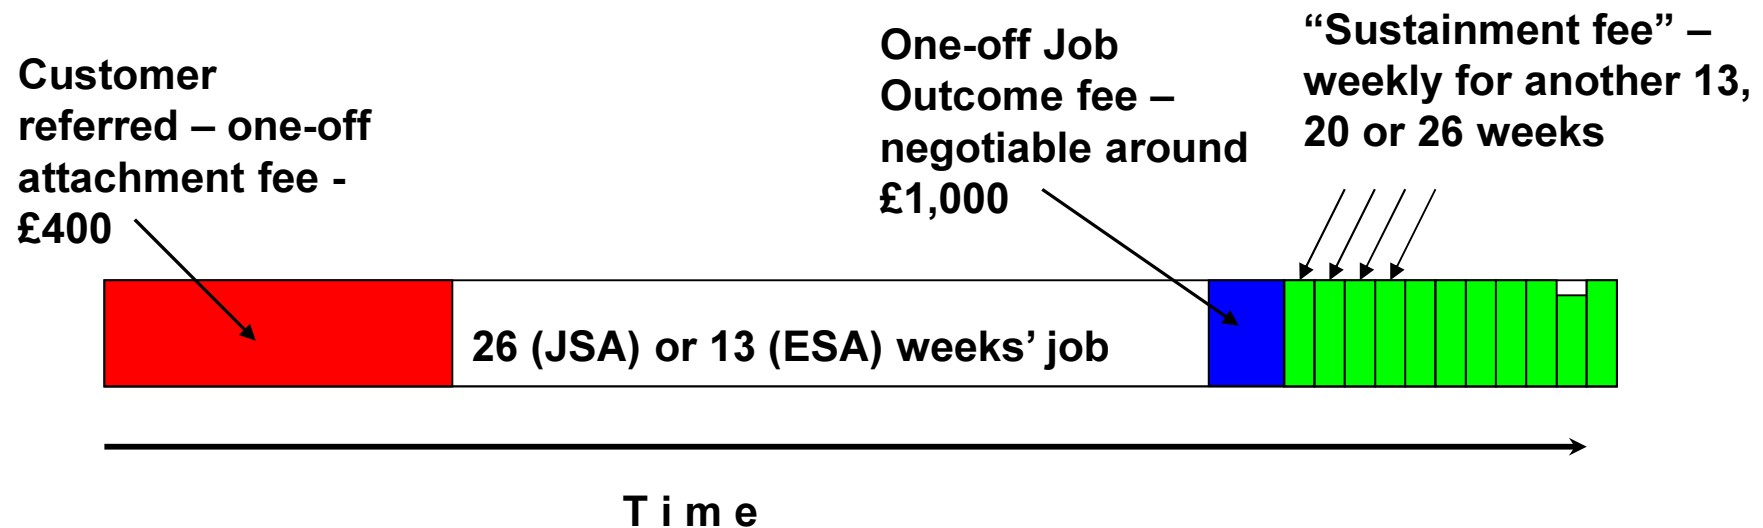 Customer
referred – one-off
attachment fee -
£400
One-off Job
Outcome fee –
negotiable around
£1,000
“Sustainment fee” –
weekly for another 13,
20 or 26 weeks
26 (JSA) or 13 (ESA) weeks’ job
T i m e